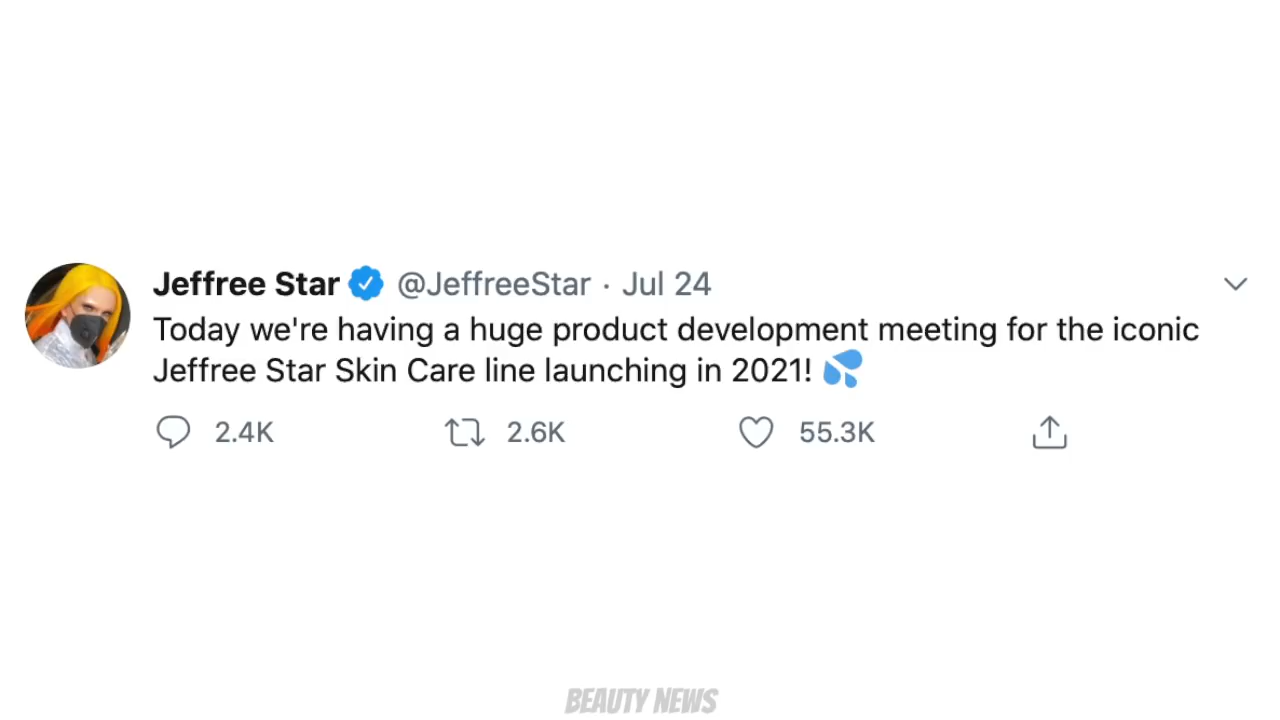 Jeffree Star @JeffreeStar · Jul 24
Today we're having a huge product development meeting for the iconic
Jeffree Star Skin Care line launching in 2021! 💦
2.4K 2.6K 55.3K
BEAUTY NEWS